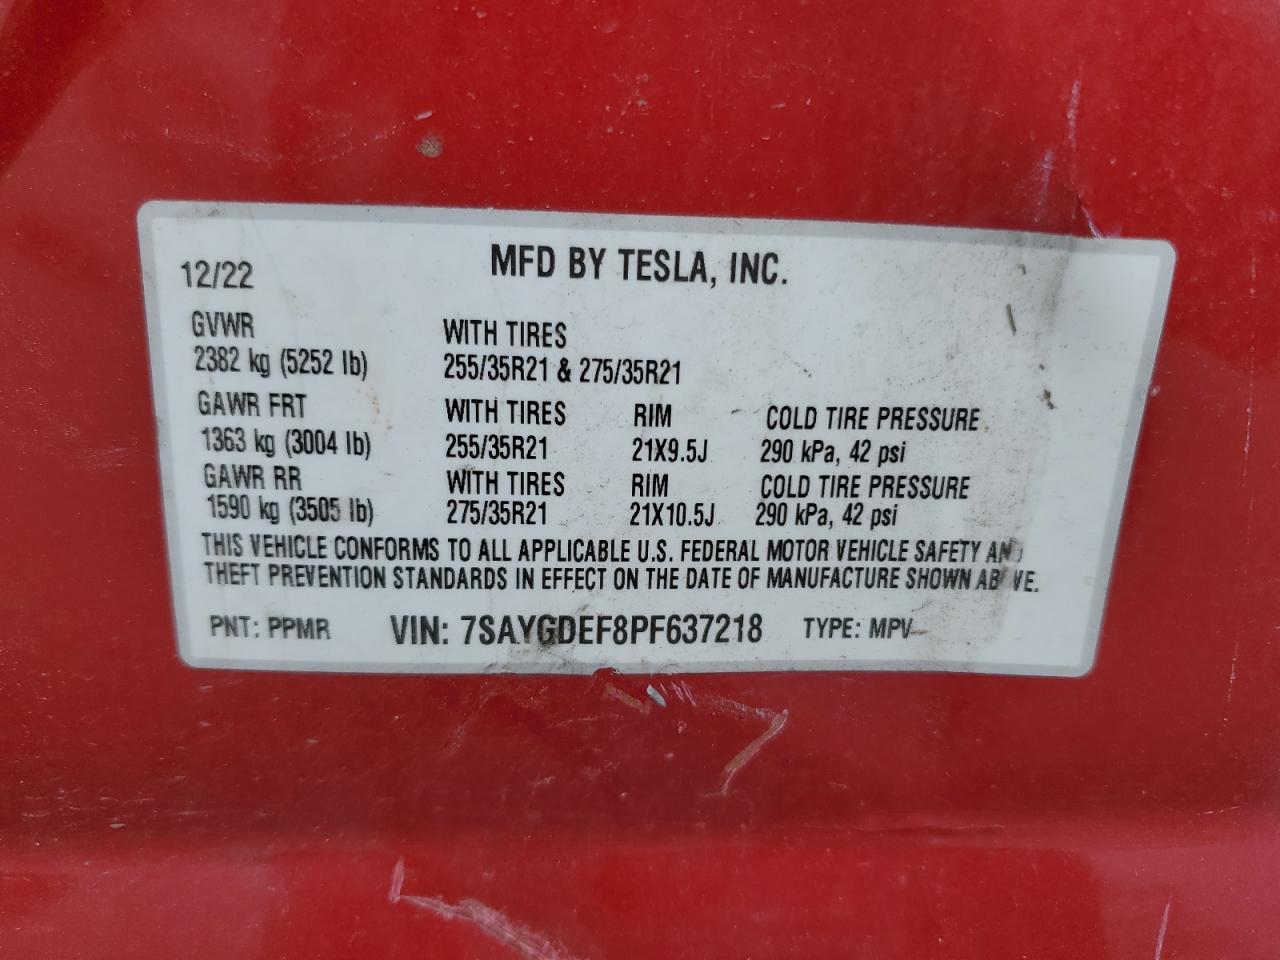 MFD BY TESLA, INC.
12/22
GVWR WITH TIRES
2382 kg (5252 lb) 255/35R21 & 275/35R21
GAWR FRT WITH TIRES RIM COLD TIRE PRESSURE
1363 kg (3004 lb) 255/35R21 21X9.5J 290 kPa, 42 psi
GAWR RR WITH TIRES RIM COLD TIRE PRESSURE
1590 kg (3505 lb) 275/35R21 21X10.5J 290 kPa, 42 psi
THIS VEHICLE CONFORMS TO ALL APPLICABLE U.S. FEDERAL MOTOR VEHICLE SAFETY AND
THEFT PREVENTION STANDARDS IN EFFECT ON THE DATE OF MANUFACTURE SHOWN ABOVE.
PNT: PPMR VIN: 7SAYGDEF8PF637218 TYPE: MPV